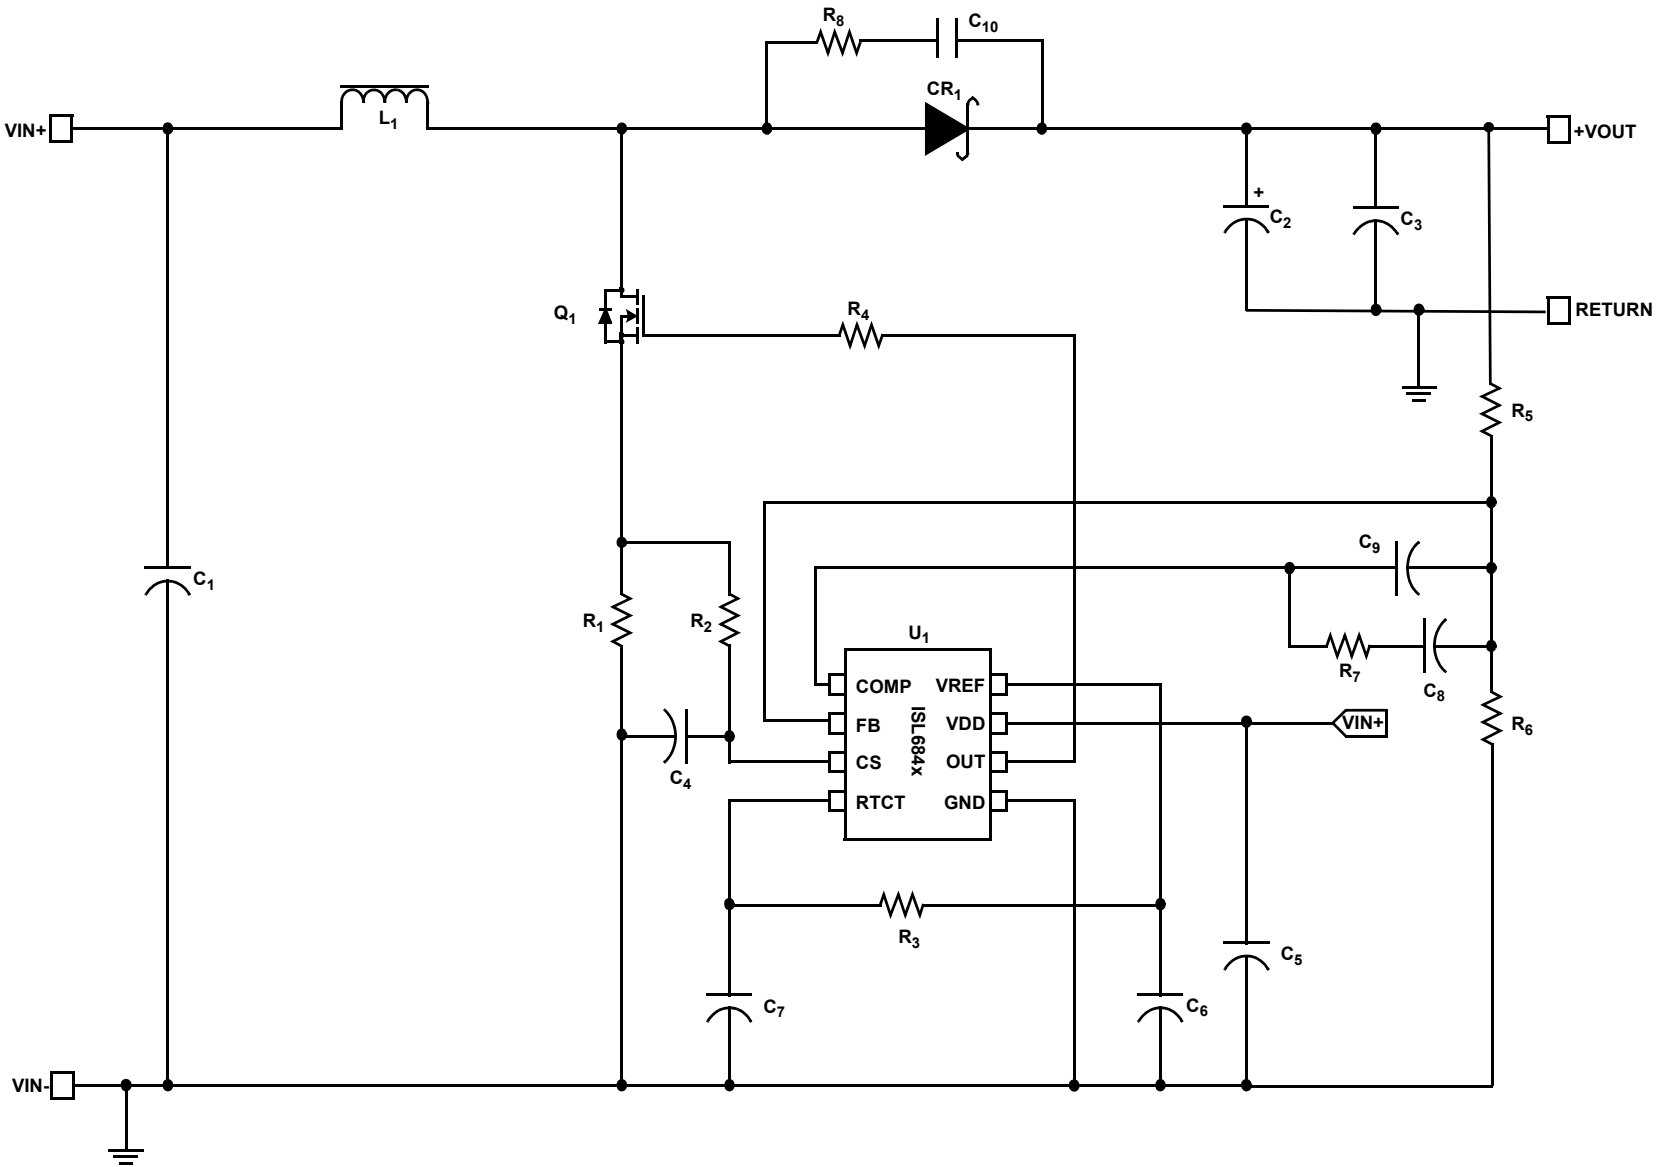 R8
C10
CR1
VIN+
L1
+VOUT
+
C2
C3
Q1
R4
RETURN
R5
C9
C1
R1
R2
U1
R7
C8
COMP
VREF
FB
VDD
VIN+
R6
ISL684x
CS
OUT
C4
RTCT
GND
R3
C5
C7
C6
VIN-